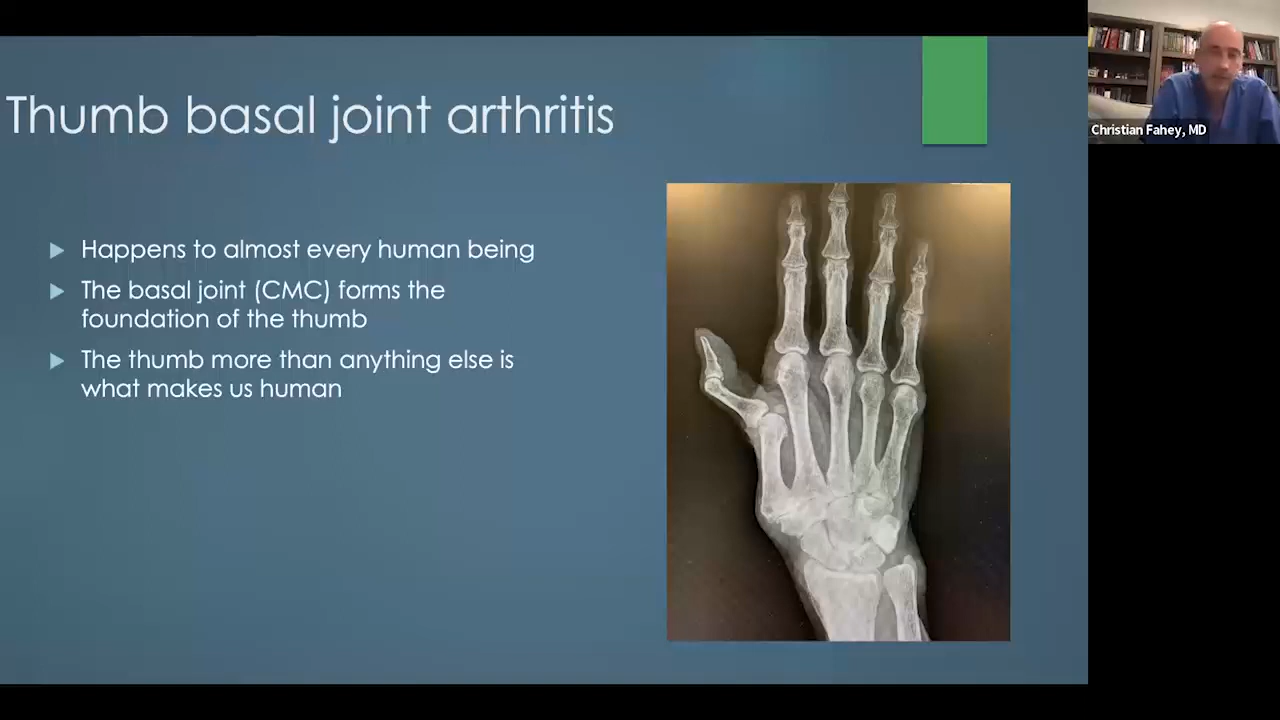 Thumb basal joint arthritis
Happens to almost every human being
The basal joint (CMC) forms the
foundation of the thumb
The thumb more than anything else is
what makes us human
Christian Fahey, MD